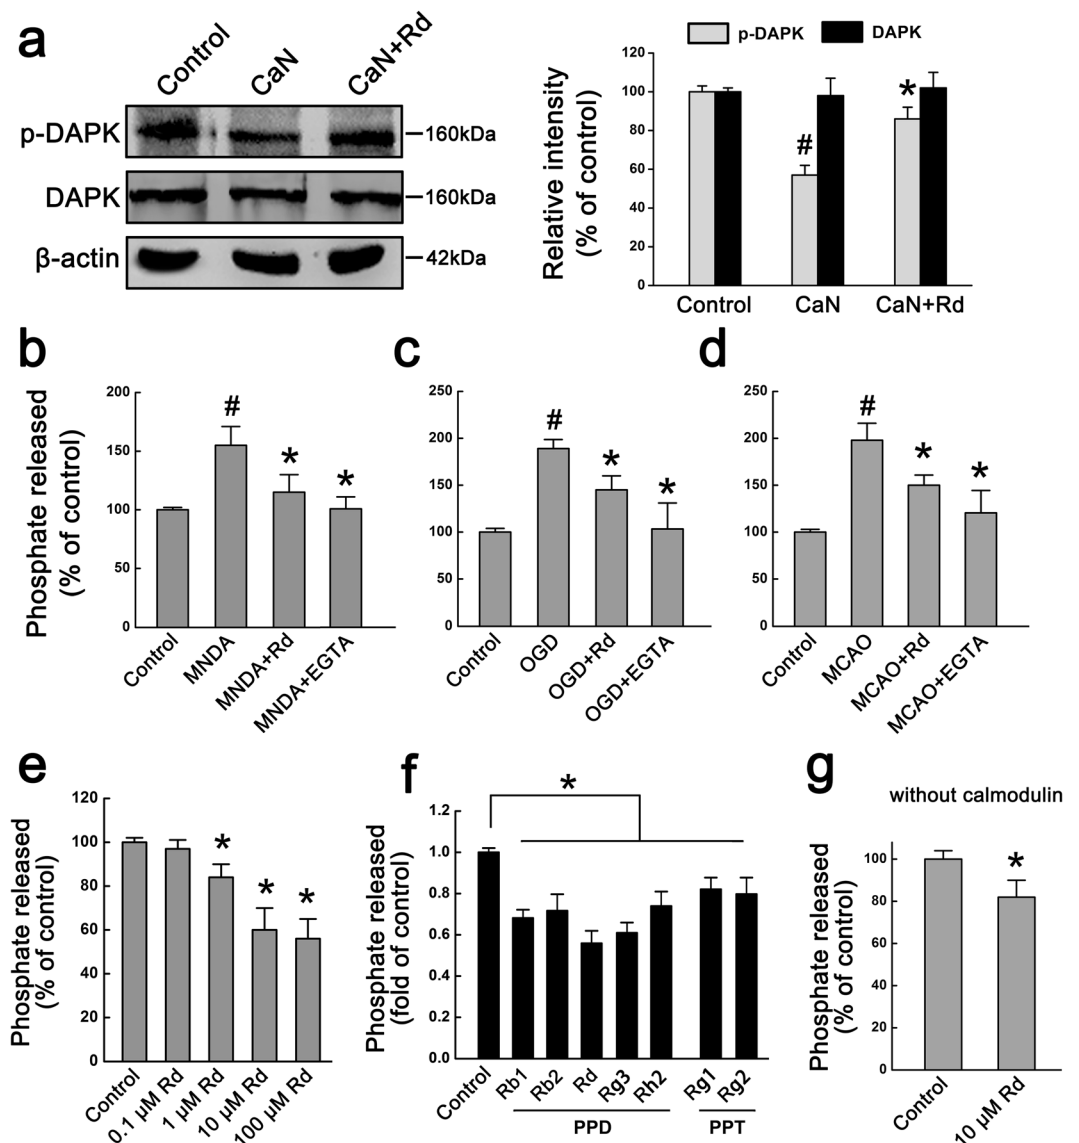 a
Control
CaN
CaN+Rd
p-DAPK
160kDa
DAPK
160kDa
β-actin
42kDa
p-DAPK
DAPK
Relative intensity
(% of control)
120
100
80
60
40
20
0
#
*
Control
CaN
CaN+Rd
b
Phosphate released
(% of control)
200
150
100
50
0
#
*
*
Control
MNDA
MNDA+Rd
MNDA+EGTA
c
250
200
150
100
50
0
#
*
*
Control
OGD
OGD+Rd
OGD+EGTA
d
250
200
150
100
50
0
#
*
*
Control
MCAO
MCAO+Rd
MCAO+EGTA
e
Phosphate released
(% of control)
120
100
80
60
40
20
0
*
*
*
Control
0.1 µM Rd
1 µM Rd
10 µM Rd
100 µM Rd
f
Phosphate released
(fold of control)
1.2
1.0
0.8
0.6
0.4
0.2
0.0
*
Control
Rb1
Rb2
Rd
Rg3
Rh2
Rg1
Rg2
PPD
PPT
g
without calmodulin
Phosphate released
(% of control)
100
80
60
40
20
0
*
Control
10 µM Rd